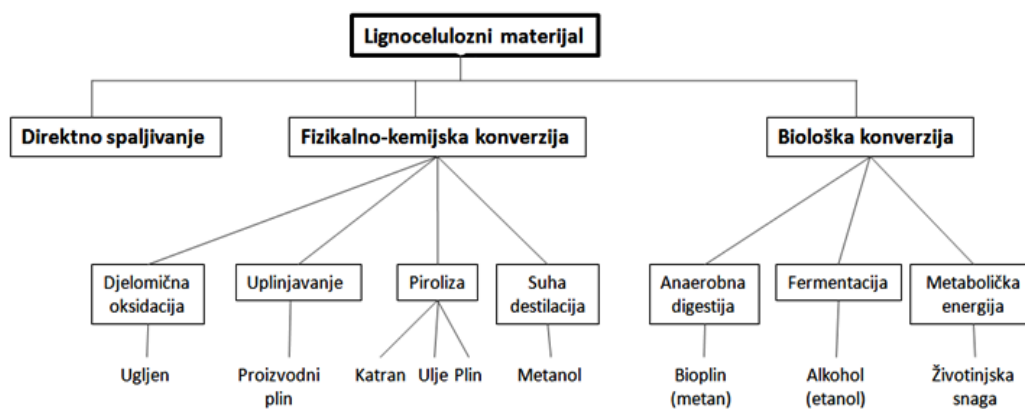 Lignocelulozni materijal
Direktno spaljivanje
Fizikalno-kemijska konverzija
Biološka konverzija
Djelomična
oksidacija
Uplinjavanje
Piroliza
Suha
destilacija
Anaerobna
digestija
Fermentacija
Metabolička
energija
Ugljen
Proizvodni
plin
Katran
Ulje
Plin
Metanol
Bioplin
(metan)
Alkohol
(etanol)
Životinjska
snaga